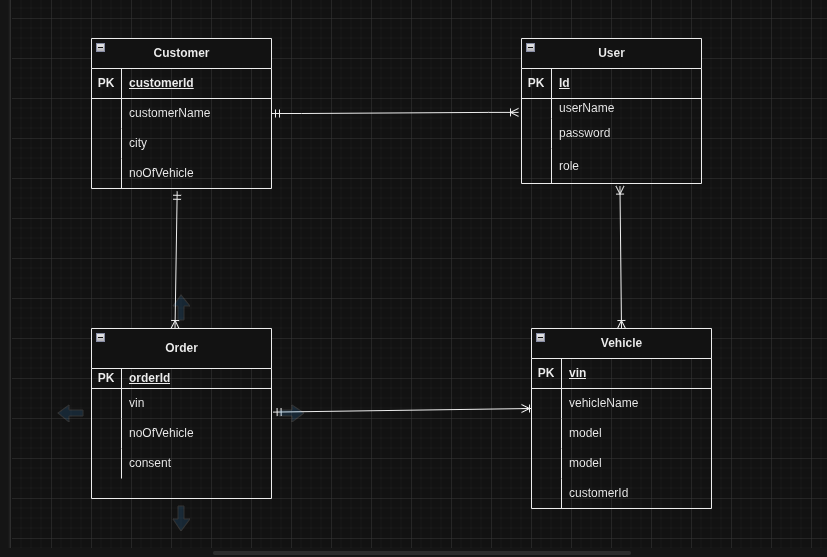 Customer
PK customerId
customerName
city
noOfVehicle
User
PK Id
userName
password
role
Order
PK orderId
vin
noOfVehicle
consent
Vehicle
PK vin
vehicleName
model
model
customerId